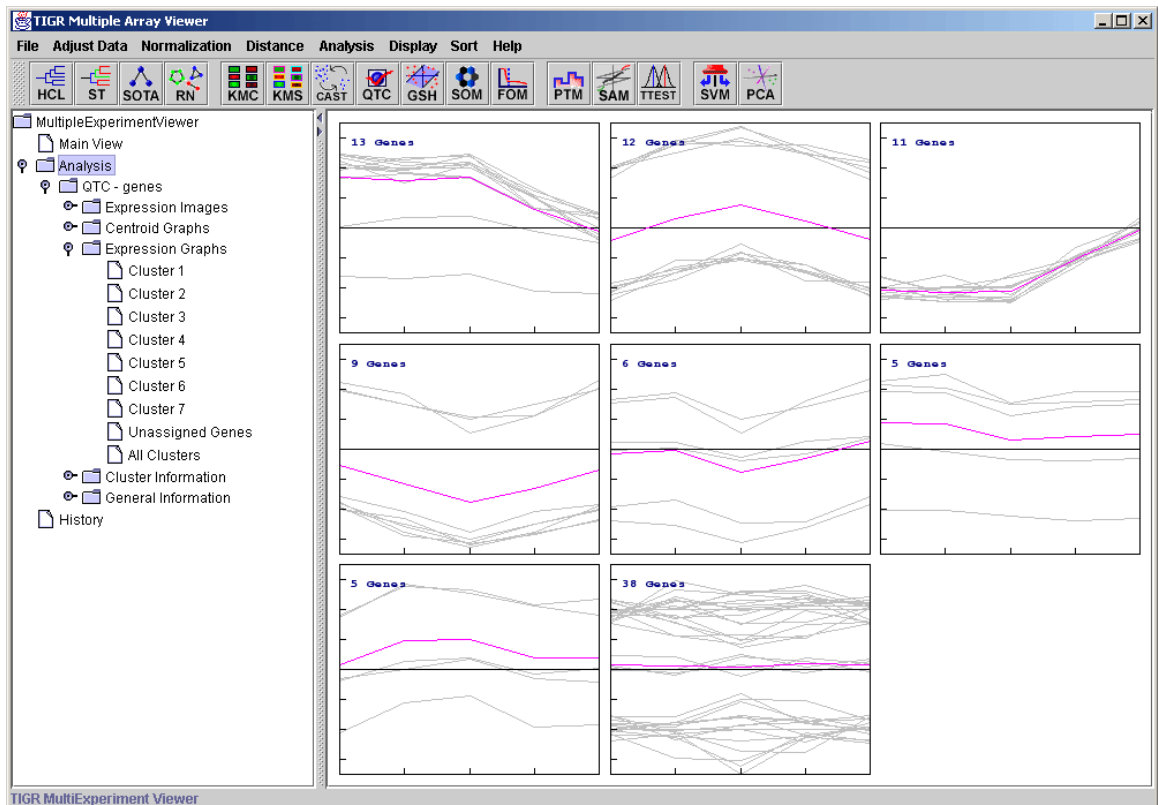 TIGR Multiple Array Viewer
File Adjust Data Normalization Distance Analysis Display Sort Help
HCL ST SOTA RN KMC KMS CAST QTC GSH SOM FOM PTM SAM TTEST SVM PCA
MultipleExperimentViewer
Main View
Analysis
QTC - genes
Expression Images
Centroid Graphs
Expression Graphs
Cluster 1
Cluster 2
Cluster 3
Cluster 4
Cluster 5
Cluster 6
Cluster 7
Unassigned Genes
All Clusters
Cluster Information
General Information
History
13 Genes
12 Genes
11 Genes
9 Genes
6 Genes
5 Genes
5 Genes
38 Genes
TIGR MultiExperiment Viewer